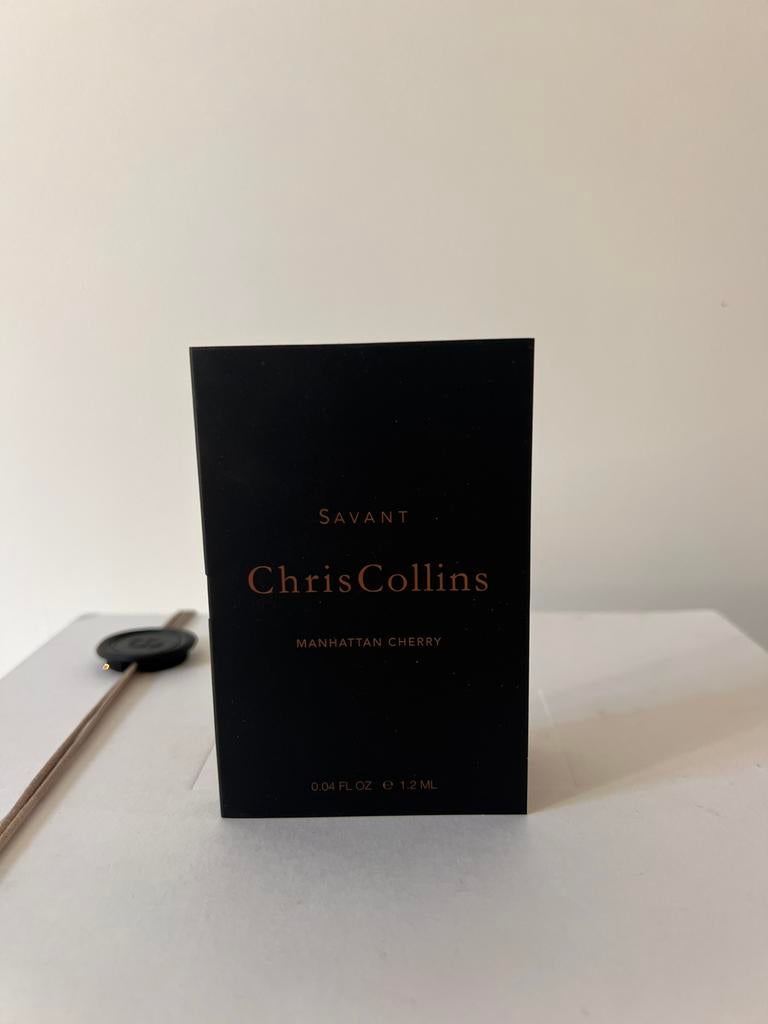 SAVANT
ChrisCollins
MANHATTAN CHERRY
0.04 FL OZ ℮ 1.2 ML